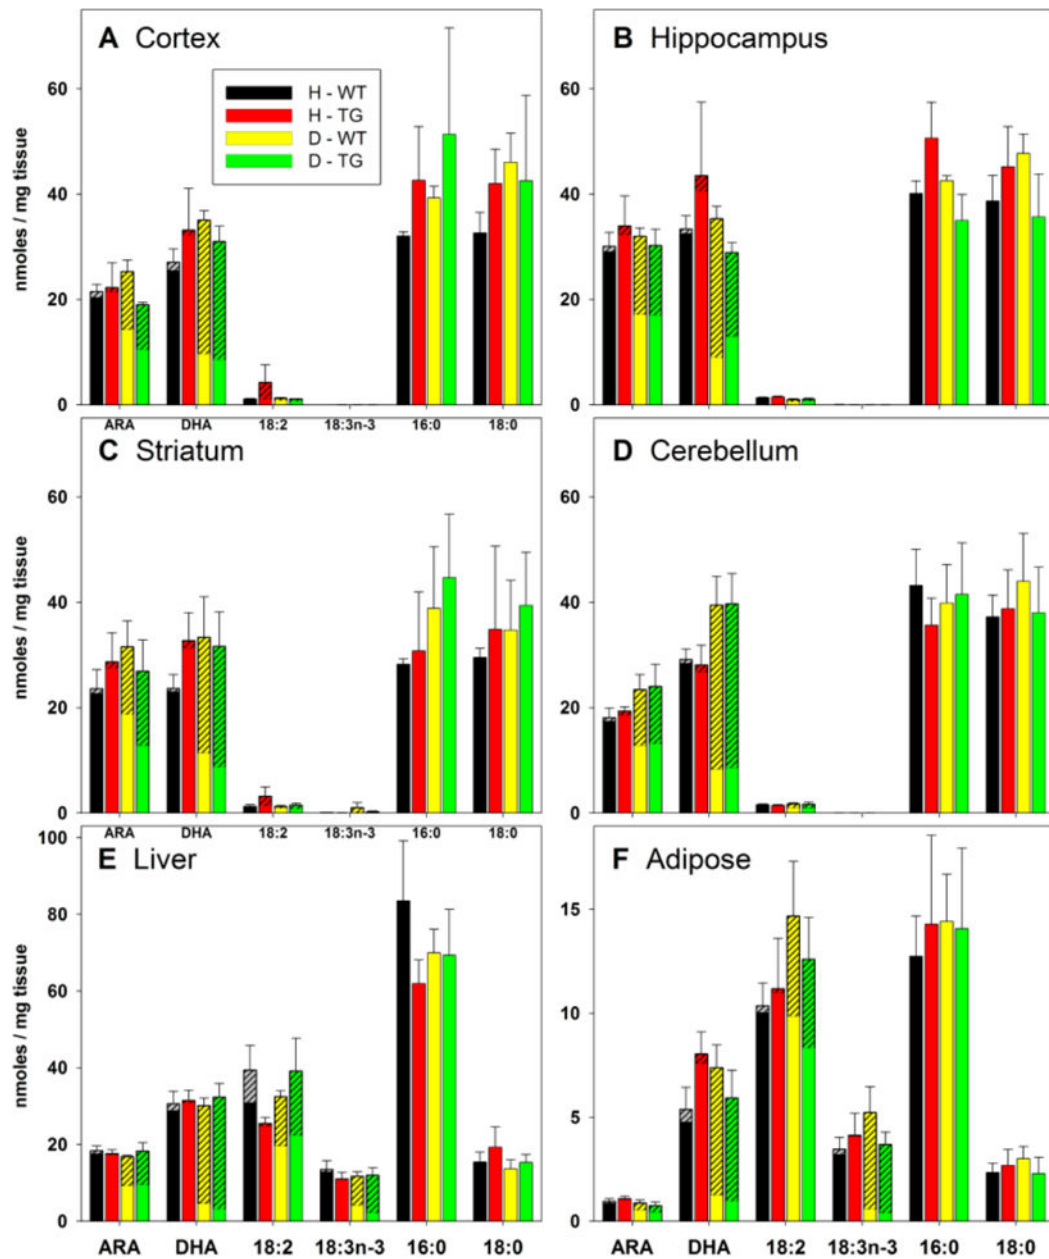 A Cortex
B Hippocampus
H - WT
H - TG
D - WT
D - TG
nmoles / mg tissue
60
40
20
0
60
40
20
0
ARA DHA 18:2 18:3n-3 16:0 18:0
C Striatum
D Cerebellum
nmoles / mg tissue
60
40
20
0
60
40
20
0
ARA DHA 18:2 18:3n-3 16:0 18:0
E Liver
F Adipose
nmoles / mg tissue
100
80
60
40
20
0
15
10
5
0
ARA DHA 18:2 18:3n-3 16:0 18:0
ARA DHA 18:2 18:3n-3 16:0 18:0